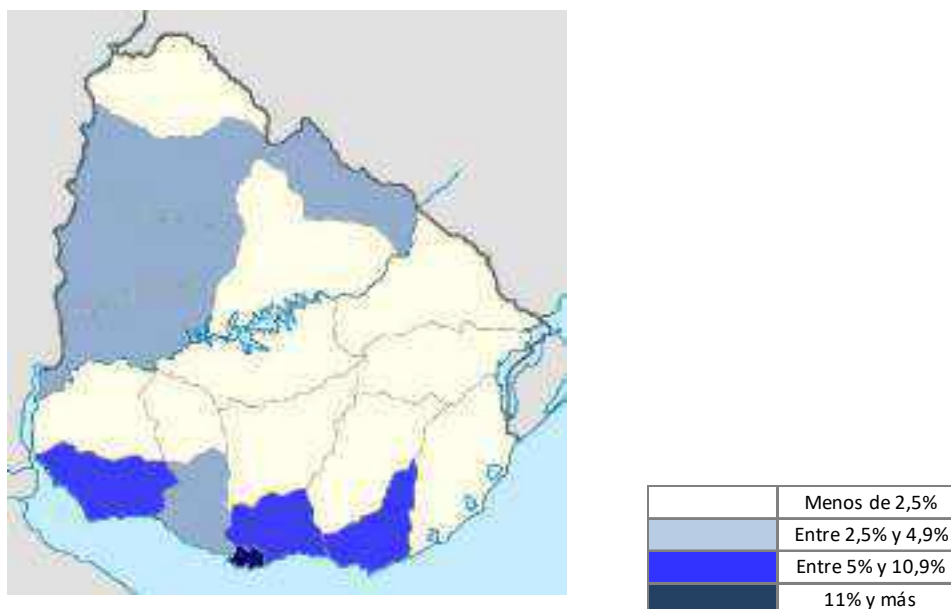 Menos de 2,5%
Entre 2,5% y 4,9%
Entre 5% y 10,9%
11% y más